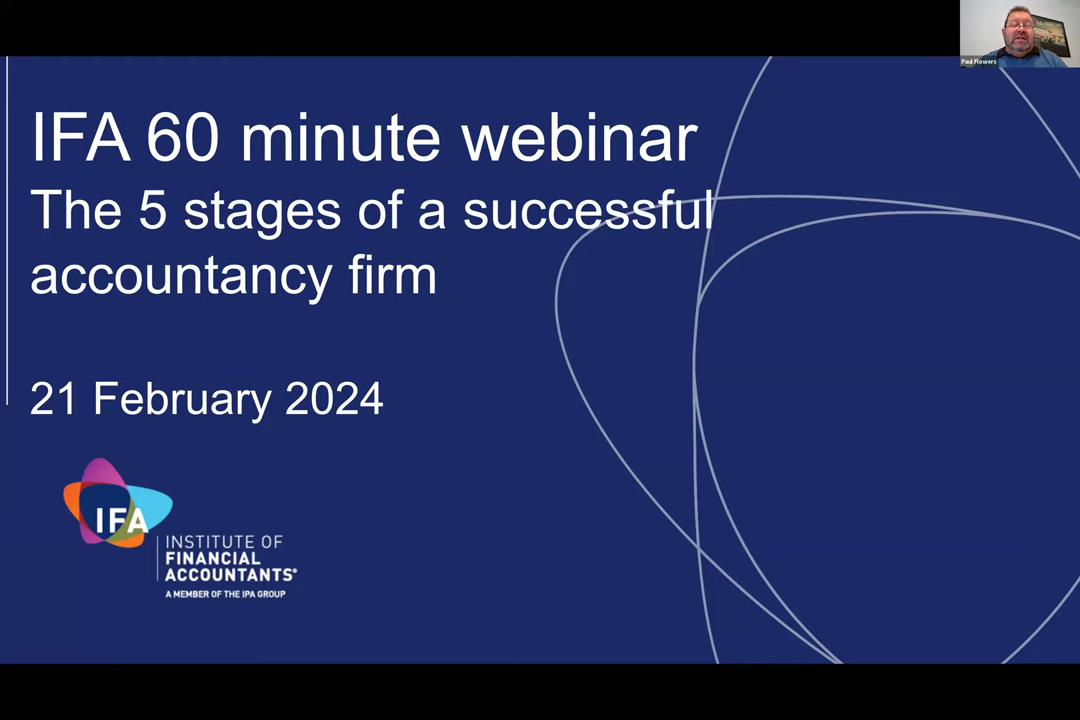 Paul Flowers
IFA 60 minute webinar
The 5 stages of a successful
accountancy firm
21 February 2024
IFA
INSTITUTE OF
FINANCIAL
ACCOUNTANTS®
A MEMBER OF THE IPA GROUP